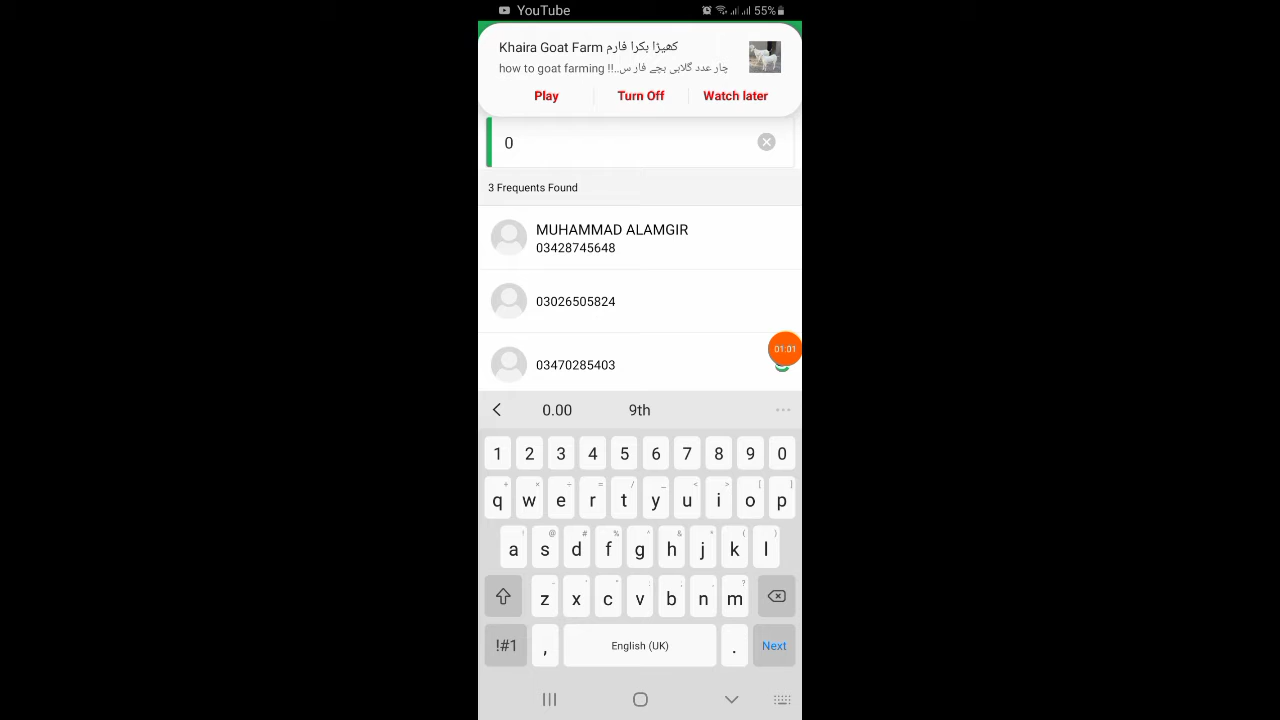 YouTube 55%
Khaira Goat Farm کھیڑا بکرا فارم
how to goat farming !!..چار عدد گلابی بچے فار س
Play Turn Off Watch later
0
3 Frequents Found
MUHAMMAD ALAMGIR
03428745648
03026505824
01:01
03470285403
0.00 9th
1 2 3 4 5 6 7 8 9 0
+ × ÷ = / _ < > [ ]
q w e r t y u i o p
! @ # % ^ & * ( )
a s d f g h j k l
- ' " : ; , ?
z x c v b n m
!#1 , English (UK) . Next